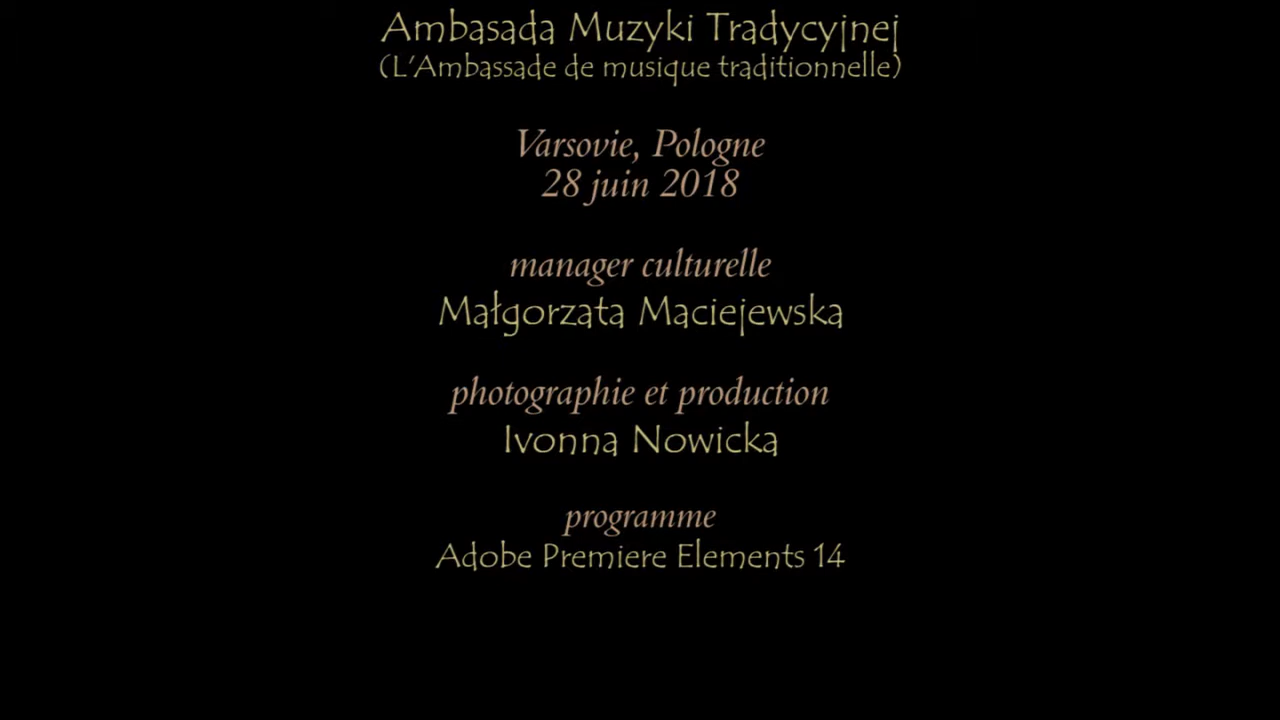 Ambasada Muzyki Tradycyjnej
(L'Ambassade de musique traditionnelle)
Varsovie, Pologne
28 juin 2018
manager culturelle
Małgorzata Maciejewska
photographie et production
Ivonna Nowicka
programme
Adobe Premiere Elements 14